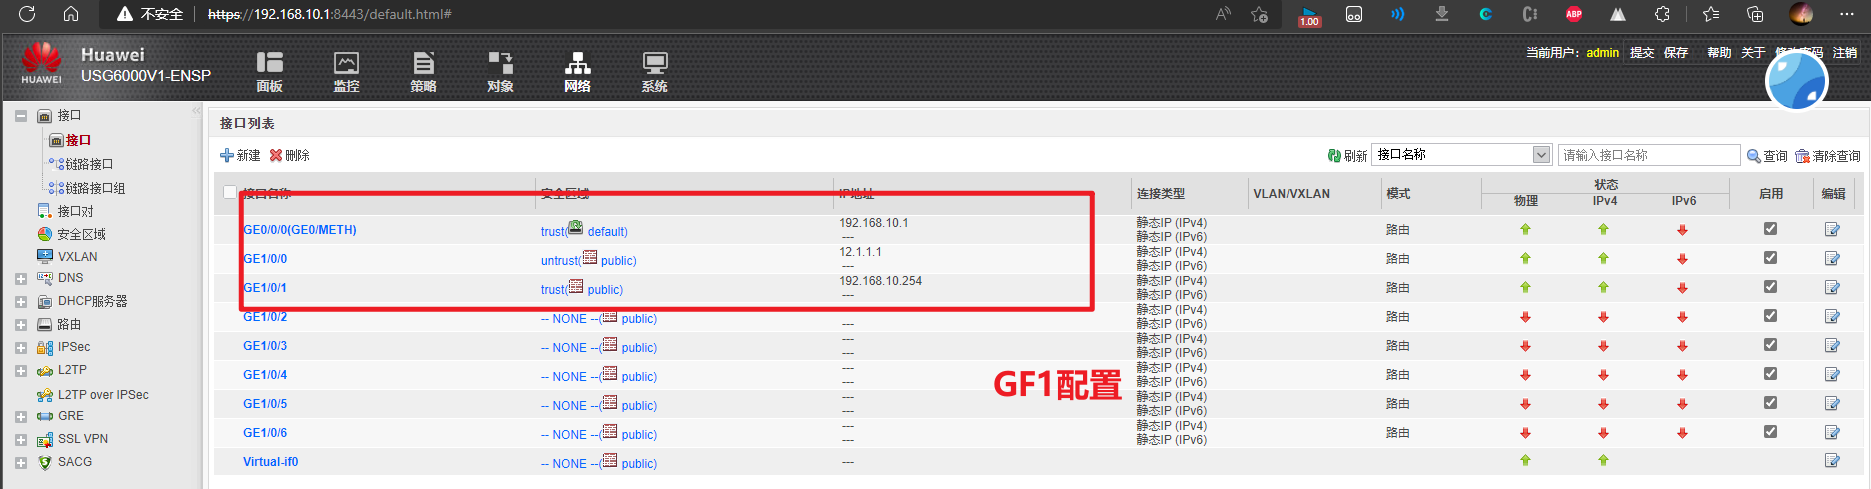 不安全 https://192.168.10.1:8443/default.html#
1.00
ABP
HUAWEI
Huawei
USG6000V1-ENSP
面板
监控
策略
对象
网络
系统
当前用户: admin 提交 保存 帮助 关于 修改密码 注销
接口
接口
链路接口
链路接口组
接口对
安全区域
VXLAN
DNS
DHCP服务器
路由
IPSec
L2TP
L2TP over IPSec
GRE
SSL VPN
SACG
接口列表
新建 删除
刷新 接口名称 请输入接口名称 查询 清除查询
接口名称 安全区域 IP地址 连接类型 VLAN/VXLAN 模式 状态 启用 编辑
物理 IPv4 IPv6
GE0/0/0(GE0/METH) trust( default) 192.168.10.1 静态IP (IPv4) 路由
--- 静态IP (IPv6)
GE1/0/0 untrust( public) 12.1.1.1 静态IP (IPv4) 路由
--- 静态IP (IPv6)
GE1/0/1 trust( public) 192.168.10.254 静态IP (IPv4) 路由
--- 静态IP (IPv6)
GE1/0/2 -- NONE --( public) 静态IP (IPv4) 路由
--- 静态IP (IPv6)
GE1/0/3 -- NONE --( public) --- 静态IP (IPv4) 路由
--- 静态IP (IPv6)
GE1/0/4 -- NONE --( public) --- 静态IP (IPv4) 路由
--- 静态IP (IPv6)
GE1/0/5 -- NONE --( public) --- 静态IP (IPv4) 路由
--- 静态IP (IPv6)
GE1/0/6 -- NONE --( public) --- 静态IP (IPv4) 路由
--- 静态IP (IPv6)
Virtual-if0 -- NONE --( public) ---
GF1配置